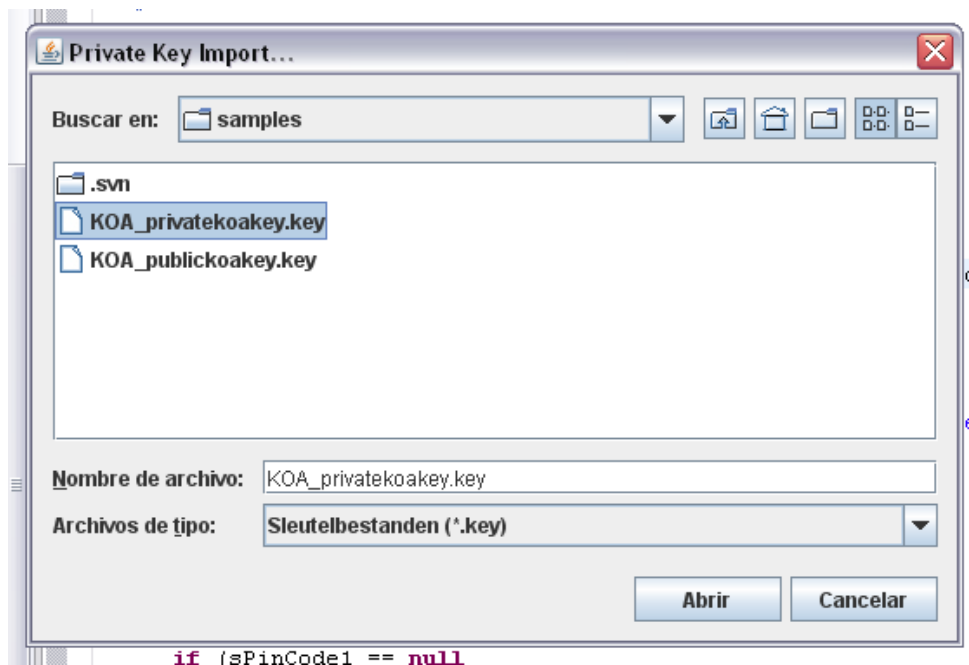 Private Key Import...
Buscar en: samples
.svn
KOA_privatekoakey.key
KOA_publickoakey.key
Nombre de archivo: KOA_privatekoakey.key
Archivos de tipo: Sleutelbestanden (*.key)
Abrir Cancelar
if (sPinCode1 == null